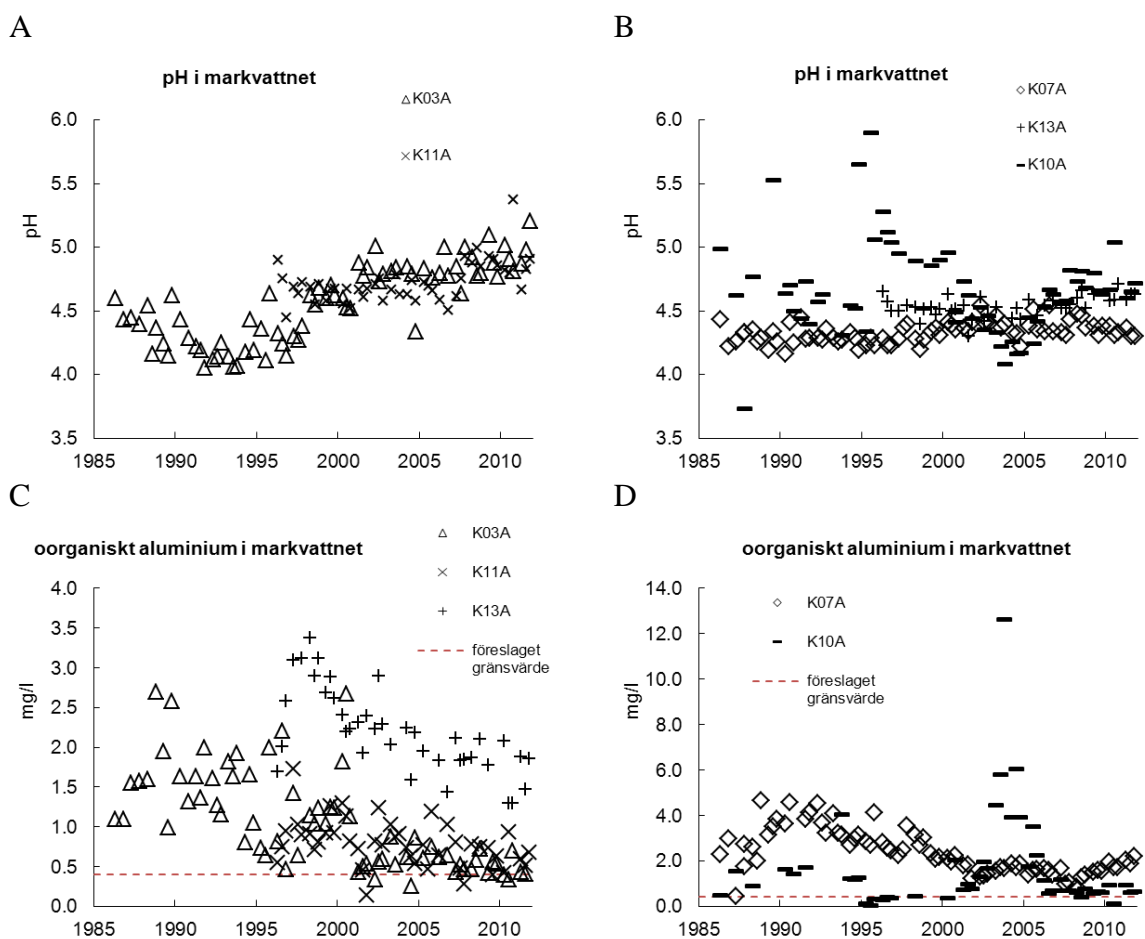 A
pH i markvattnet
K03A
K11A
6.0
5.5
5.0
4.5
4.0
3.5
pH
1985 1990 1995 2000 2005 2010
B
pH i markvattnet
K07A
K13A
K10A
6.0
5.5
5.0
4.5
4.0
3.5
pH
1985 1990 1995 2000 2005 2010
C
oorganiskt aluminium i markvattnet
K03A
K11A
K13A
föreslaget
gränsvärde
4.0
3.5
3.0
2.5
2.0
1.5
1.0
0.5
0.0
mg/l
1985 1990 1995 2000 2005 2010
D
oorganiskt aluminium i markvattnet
K07A
K10A
föreslaget
gränsvärde
14.0
12.0
10.0
8.0
6.0
4.0
2.0
0.0
mg/l
1985 1990 1995 2000 2005 2010